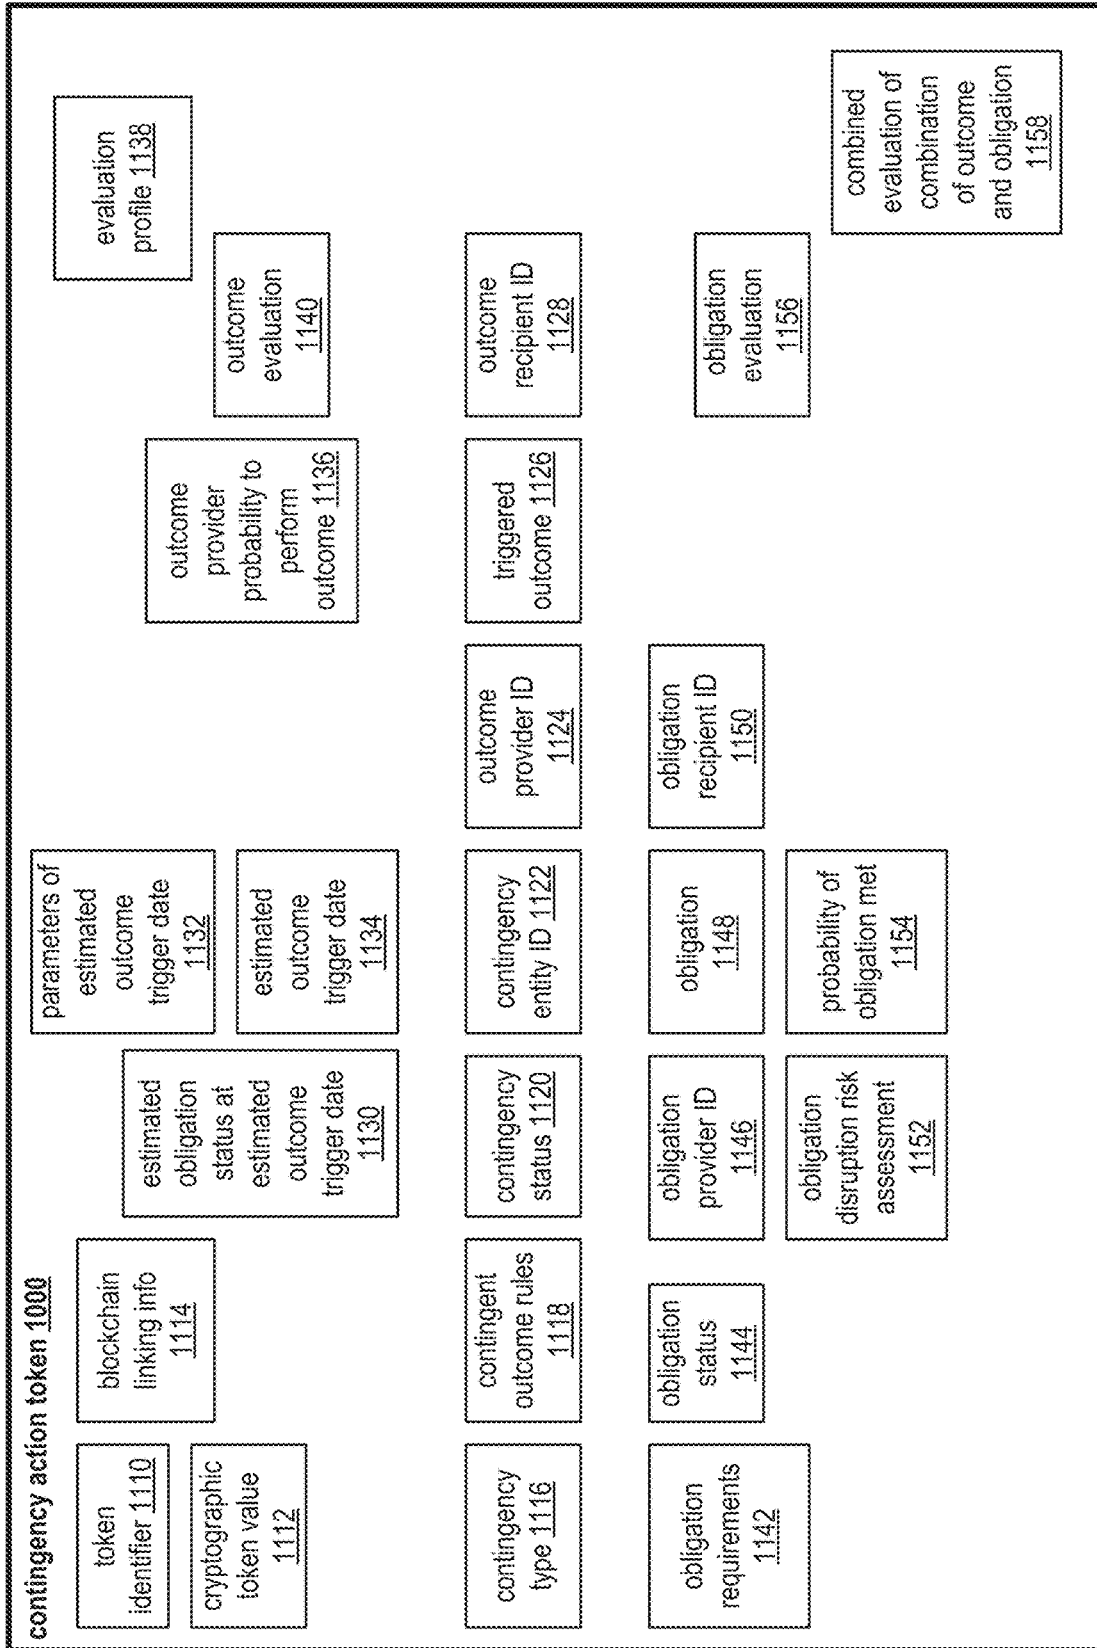 contingency action token 1000
token
identifier 1110
cryptographic
token value
1112
blockchain
linking info
1114
estimated
obligation
status at
estimated
outcome
trigger date
1130
parameters of
estimated
outcome
trigger date
1132
estimated
outcome
trigger date
1134
outcome
provider
probability to
perform
outcome 1136
evaluation
profile 1138
outcome
evaluation
1140
contingency
type 1116
contingent
outcome rules
1118
contingency
status 1120
contingency
entity ID 1122
outcome
provider ID
1124
triggered
outcome 1126
outcome
recipient ID
1128
obligation
requirements
1142
obligation
status
1144
obligation
provider ID
1146
obligation
1148
obligation
recipient ID
1150
obligation
disruption risk
assessment
1152
probability of
obligation met
1154
obligation
evaluation
1156
combined
evaluation of
combination
of outcome
and obligation
1158